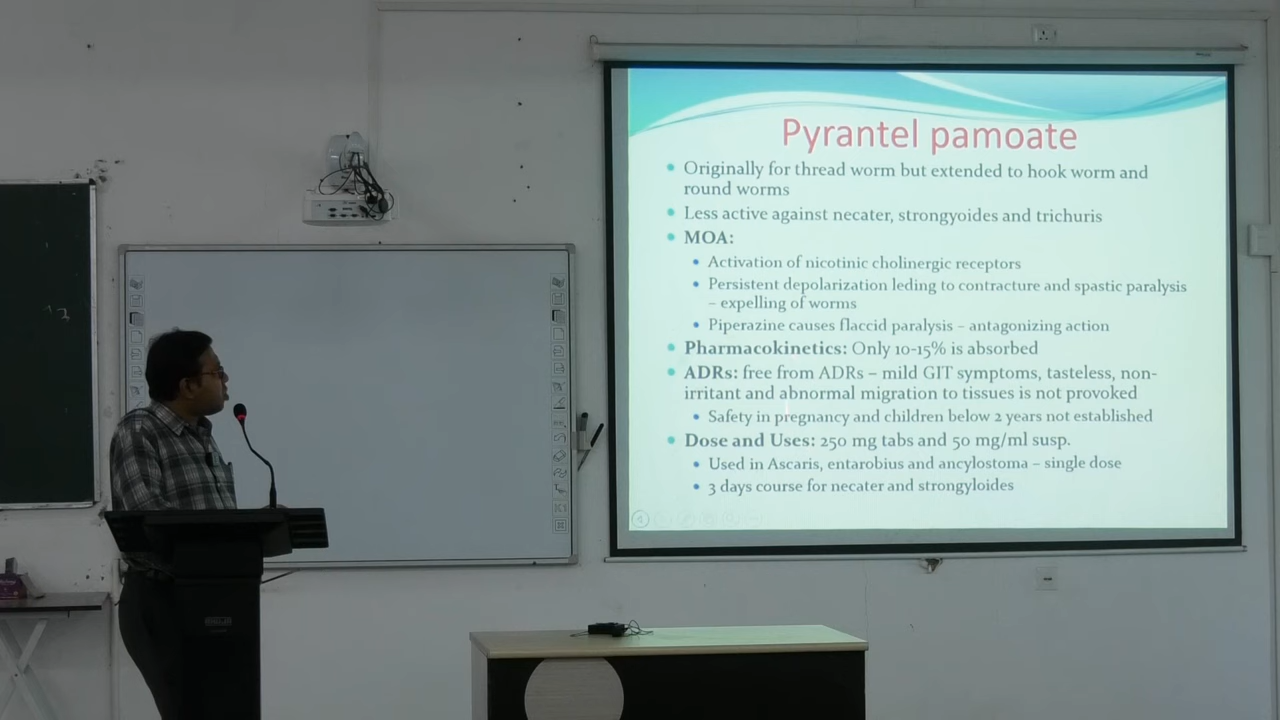 Pyrantel pamoate
Originally for thread worm but extended to hook worm and
round worms
Less active against necater, strongyoides and trichuris
MOA:
Activation of nicotinic cholinergic receptors
Persistent depolarization leding to contracture and spastic paralysis
– expelling of worms
Piperazine causes flaccid paralysis – antagonizing action
Pharmacokinetics: Only 10-15% is absorbed
ADRs: free from ADRs – mild GIT symptoms, tasteless, non-
irritant and abnormal migration to tissues is not provoked
Safety in pregnancy and children below 2 years not established
Dose and Uses: 250 mg tabs and 50 mg/ml susp.
Used in Ascaris, entarobius and ancylostoma – single dose
3 days course for necater and strongyloides